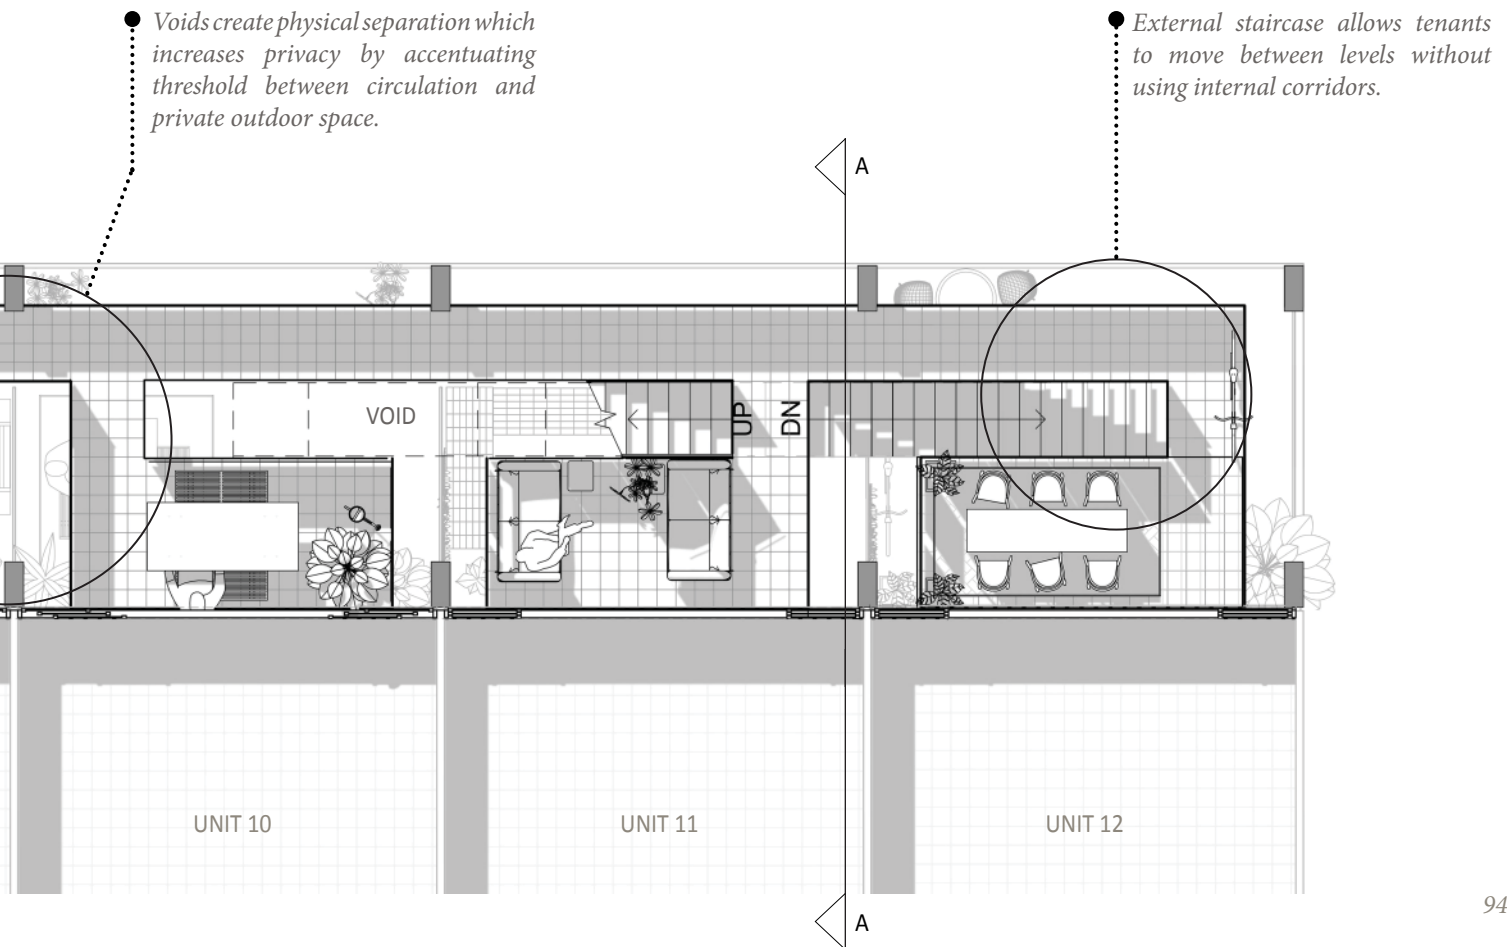 Voids create physical separation which
increases privacy by accentuating
threshold between circulation and
private outdoor space.
External staircase allows tenants
to move between levels without
using internal corridors.
A
VOID
UP
DN
UNIT 10
UNIT 11
UNIT 12
A
94